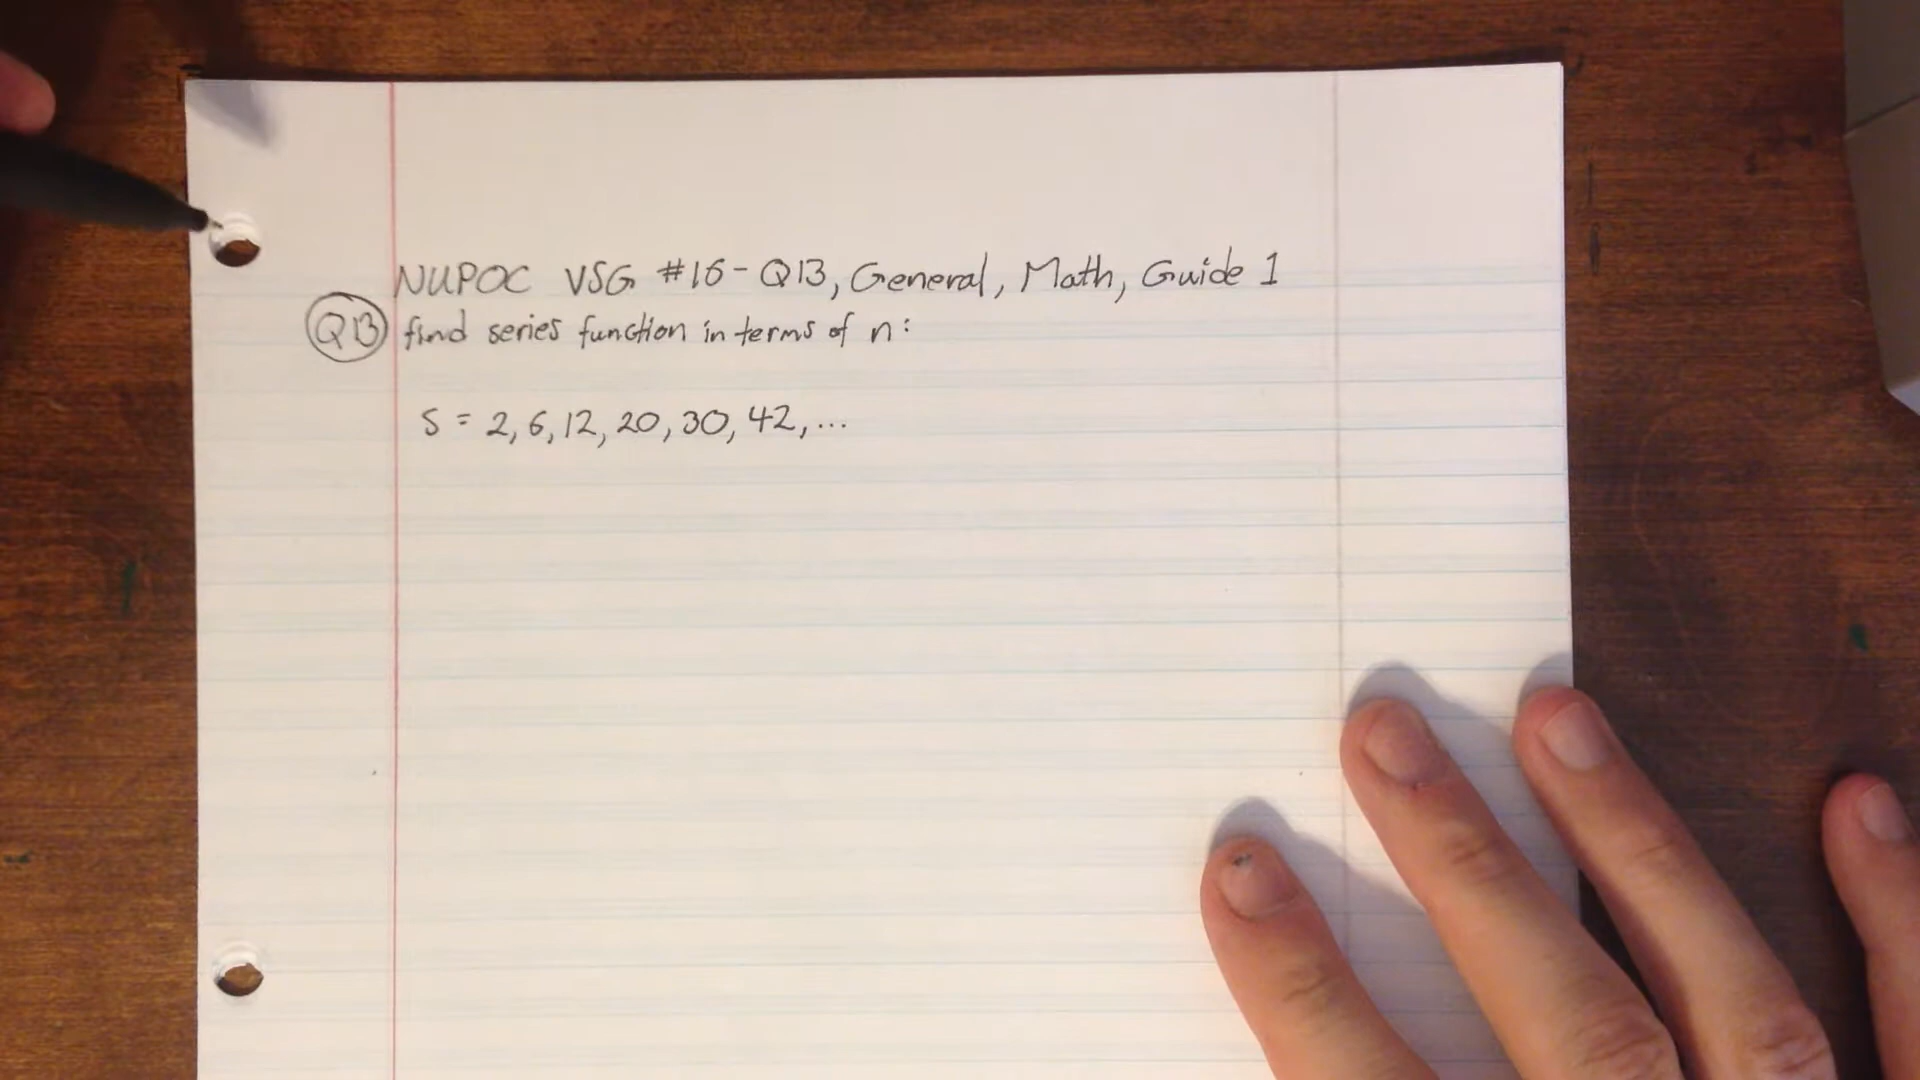 NUPOC VSG #16-Q13, General, Math, Guide 1
Q13 find series function in terms of n:
S = 2, 6, 12, 20, 30, 42, ...